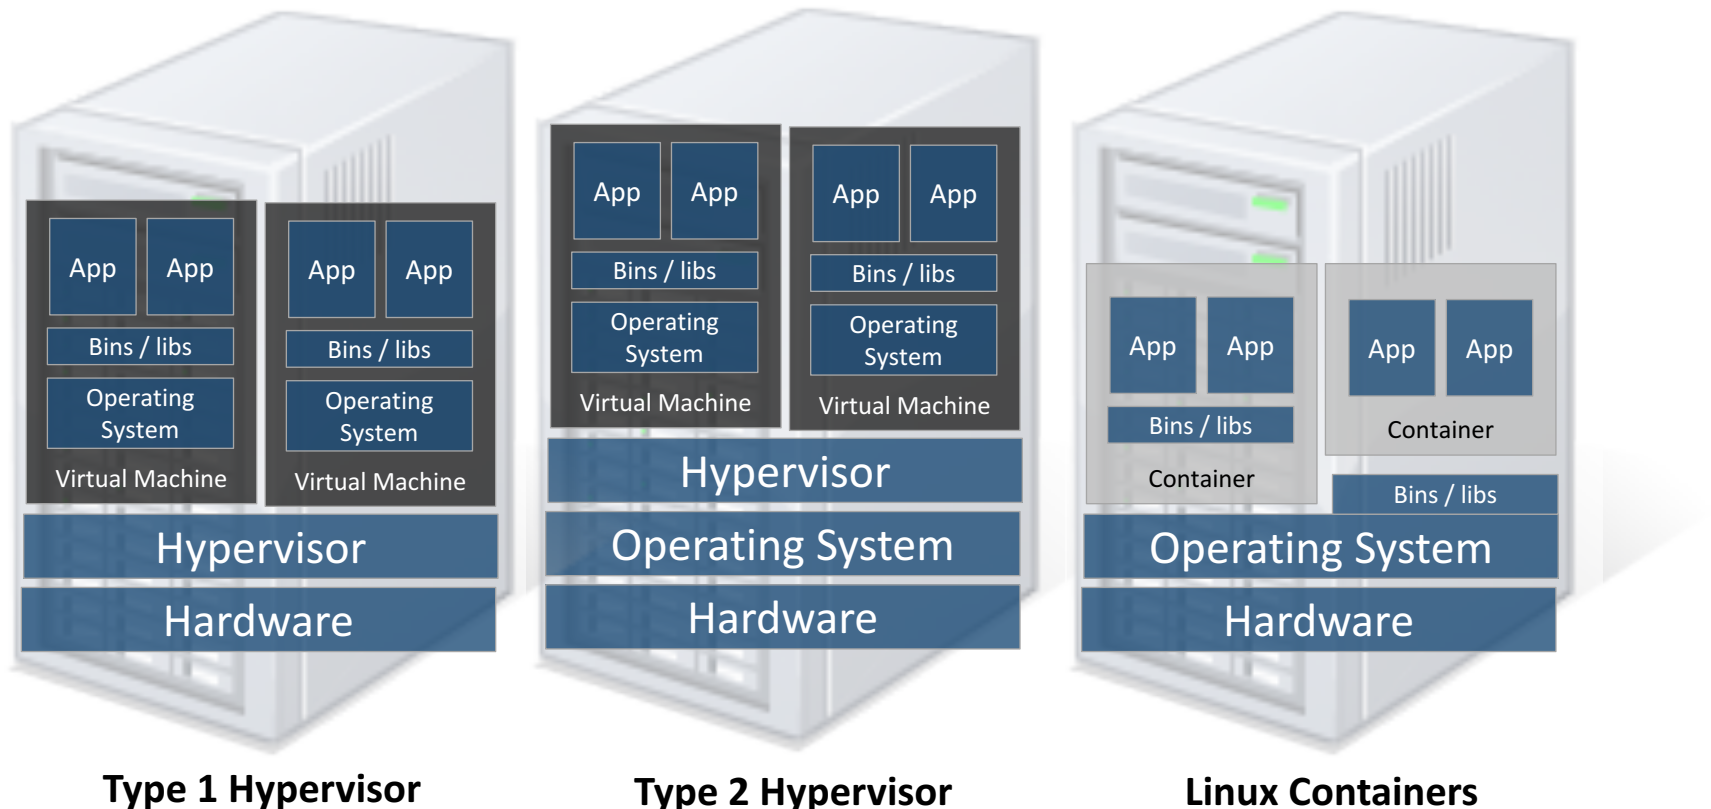 App App
Bins / libs
Operating
System
Virtual Machine
App App
Bins / libs
Operating
System
Virtual Machine
Hypervisor
Hardware
Type 1 Hypervisor
App App
Bins / libs
Operating
System
Virtual Machine
App App
Bins / libs
Operating
System
Virtual Machine
Hypervisor
Operating System
Hardware
Type 2 Hypervisor
App App
Bins / libs
Container
App App
Container
Bins / libs
Operating System
Hardware
Linux Containers